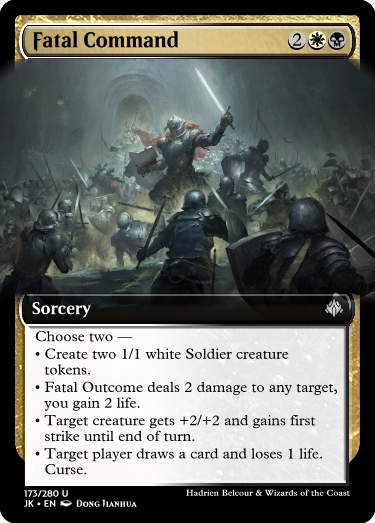 Fatal Command 2
Sorcery
Choose two —
• Create two 1/1 white Soldier creature
tokens.
• Fatal Outcome deals 2 damage to any target,
you gain 2 life.
• Target creature gets +2/+2 and gains first
strike until end of turn.
• Target player draws a card and loses 1 life.
Curse.
173/280 U
JK • EN Dong Jianhua
Hadrien Belcour & Wizards of the Coast